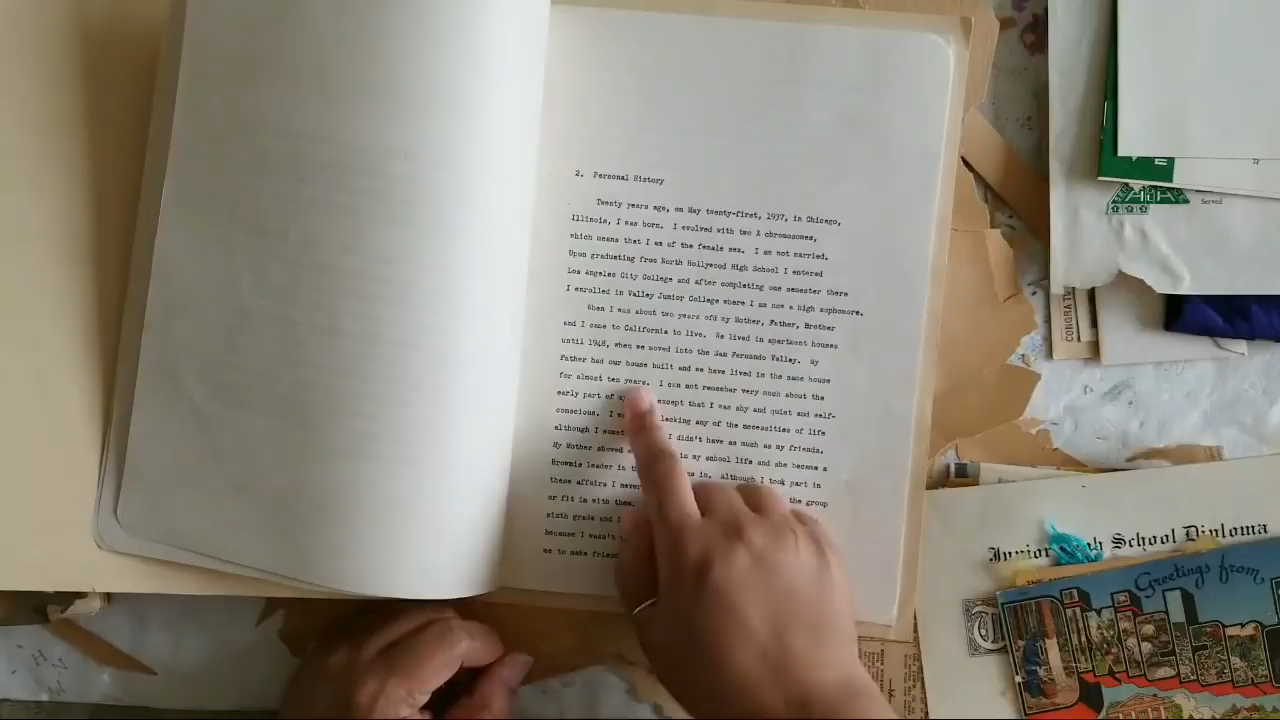 2. Personal History
Twenty years ago, on May twenty-first, 1937, in Chicago,
Illinois, I was born. I evolved with two X chromosomes,
which means that I am of the female sex. I am not married.
Upon graduating from North Hollywood High School I entered
Los Angeles City College and after completing one semester there
I enrolled in Valley Junior College where I am now a high sophomore.
When I was about two years old my Mother, Father, Brother
and I came to California to live. We lived in apartment houses
until 1948, when we moved into the San Fernando Valley. My
Father had our house built and we have lived in the same house
for almost ten years. I can not remember very much about the
early part of except that I was shy and quiet and self-
conscious. I lacking any of the necessities of life
although I I didn't have as much as my friends.
My Mother showed in my school life and she became a
Brownie leader in in. Although I took part in
these affairs I never the group
or fit in with them.
sixth grade and I
because I wasn't
me to make
Served
CONGRATU
Junior High School Diploma
Greetings from
Dixieland